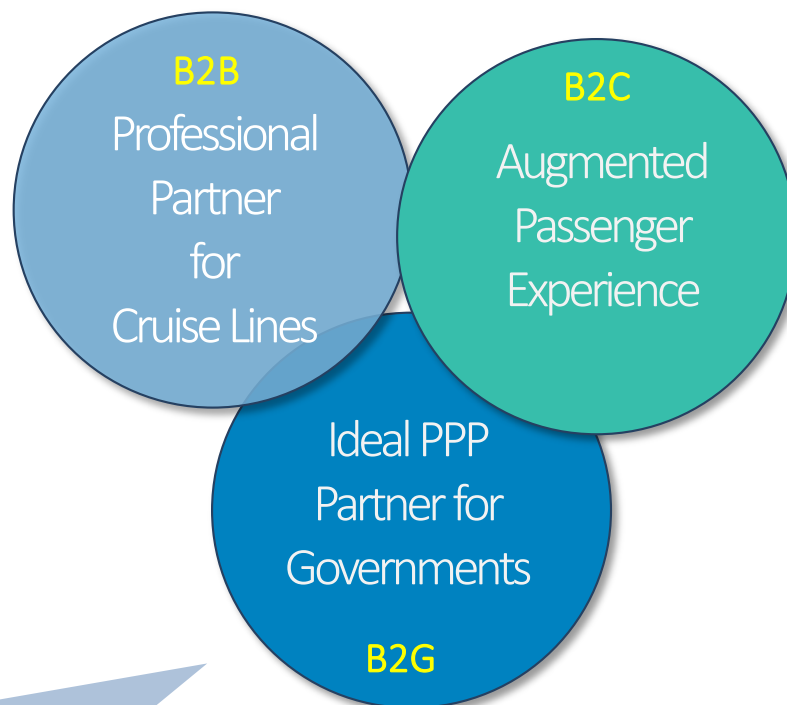 B2B
Professional
Partner
for
Cruise Lines
B2C
Augmented
Passenger
Experience
Ideal PPP
Partner for
Governments
B2G